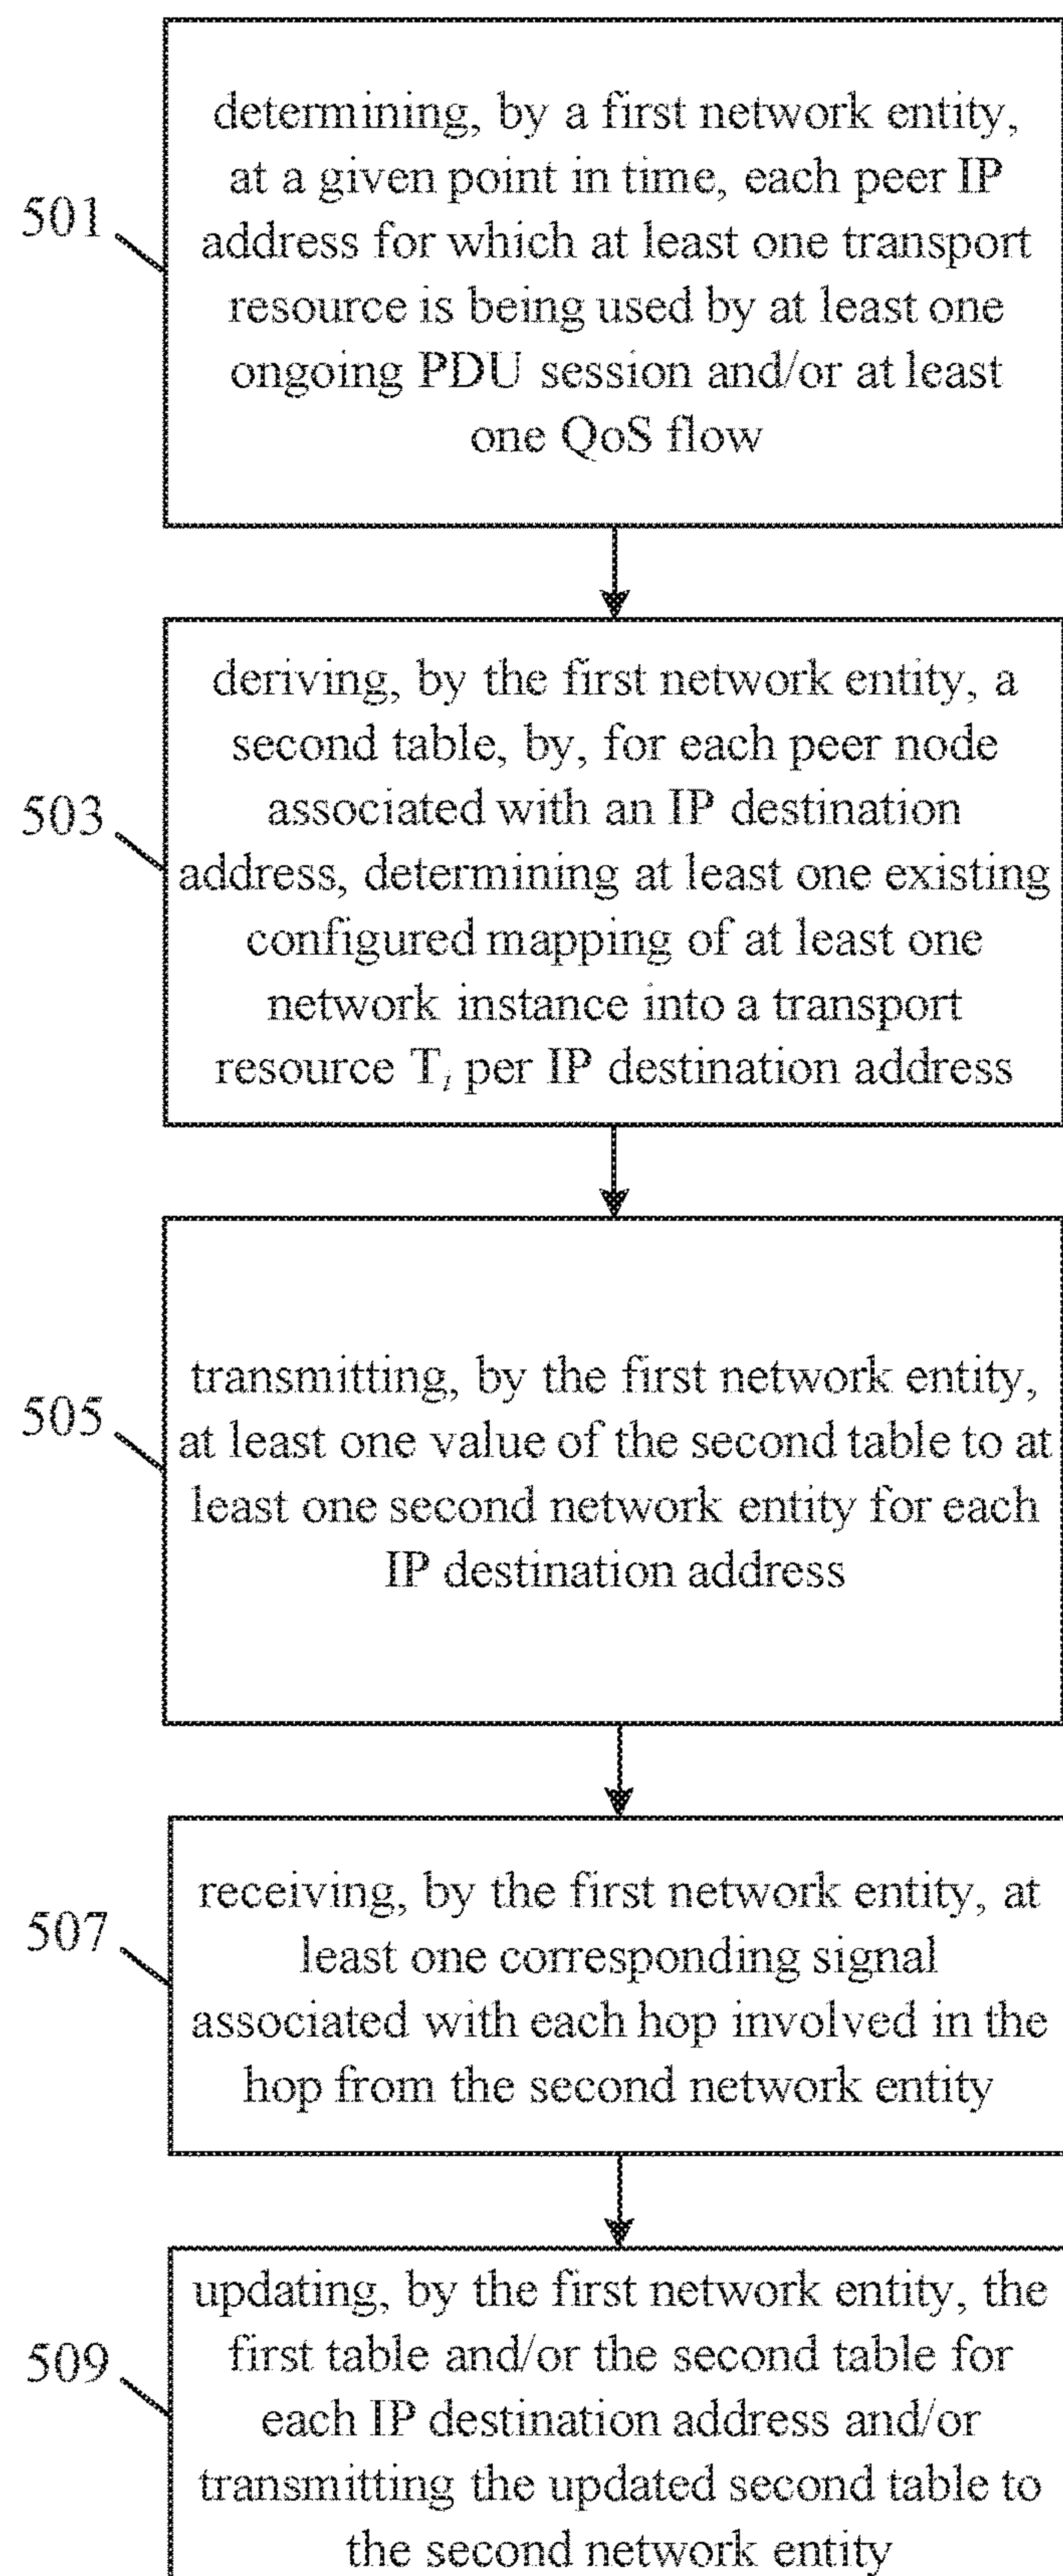 501
determining, by a first network entity,
at a given point in time, each peer IP
address for which at least one transport
resource is being used by at least one
ongoing PDU session and/or at least
one QoS flow
503
deriving, by the first network entity, a
second table, by, for each peer node
associated with an IP destination
address, determining at least one existing
configured mapping of at least one
network instance into a transport
resource Ti per IP destination address
505
transmitting, by the first network entity,
at least one value of the second table to at
least one second network entity for each
IP destination address
507
receiving, by the first network entity, at
least one corresponding signal
associated with each hop involved in the
hop from the second network entity
509
updating, by the first network entity, the
first table and/or the second table for
each IP destination address and/or
transmitting the updated second table to
the second network entity